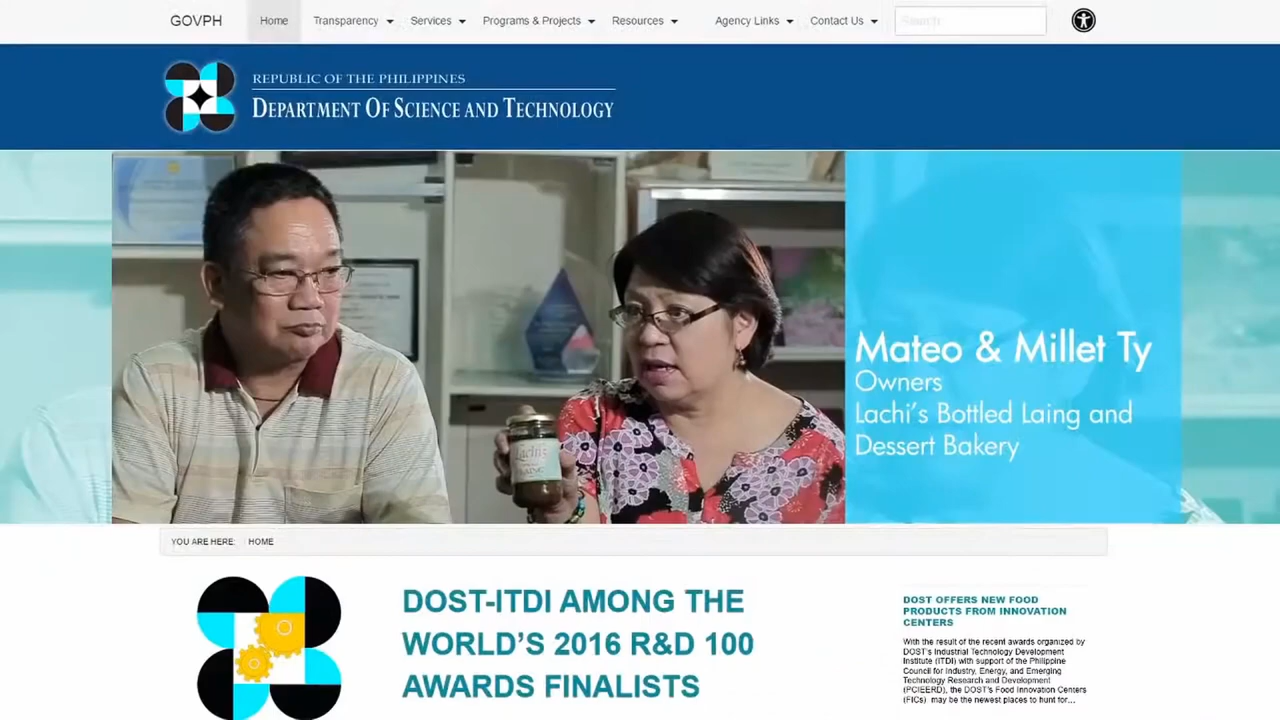 GOVPH Home Transparency Services Programs & Projects Resources Agency Links Contact Us Search
REPUBLIC OF THE PHILIPPINES
DEPARTMENT OF SCIENCE AND TECHNOLOGY
Mateo & Millet Ty
Owners
Lachi's Bottled Laing and
Dessert Bakery
Lachi's
LAING
YOU ARE HERE: HOME
DOST-ITDI AMONG THE
WORLD'S 2016 R&D 100
AWARDS FINALISTS
DOST OFFERS NEW FOOD
PRODUCTS FROM INNOVATION
CENTERS
With the result of the recent awards organized by
DOST's Industrial Technology Development
Institute (ITDI) with support of the Philippine
Council for Industry, Energy, and Emerging
Technology Research and Development
(PCIEERD), the DOST's Food Innovation Centers
(FICs) may be the newest places to hunt for...